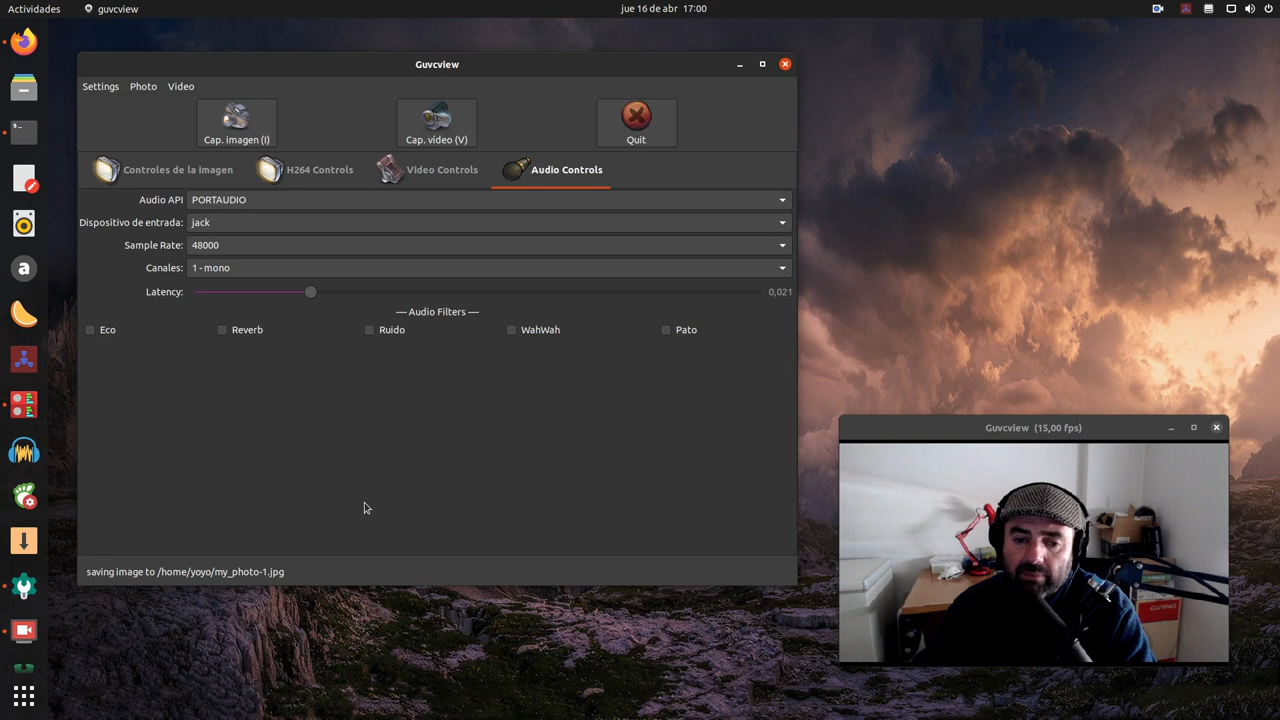 Actividades guvcview jue 16 de abr 17:00
Guvcview
Settings Photo Video
Cap. imagen (I) Cap. vídeo (V) Quit
Controles de la imagen H264 Controls Video Controls Audio Controls
Audio API PORTAUDIO
Dispositivo de entrada: jack
Sample Rate: 48000
Canales: 1 - mono
Latency: 0,021
— Audio Filters —
Eco Reverb Ruido WahWah Pato
saving image to /home/yoyo/my_photo-1.jpg
Guvcview (15,00 fps)
COMPAQ